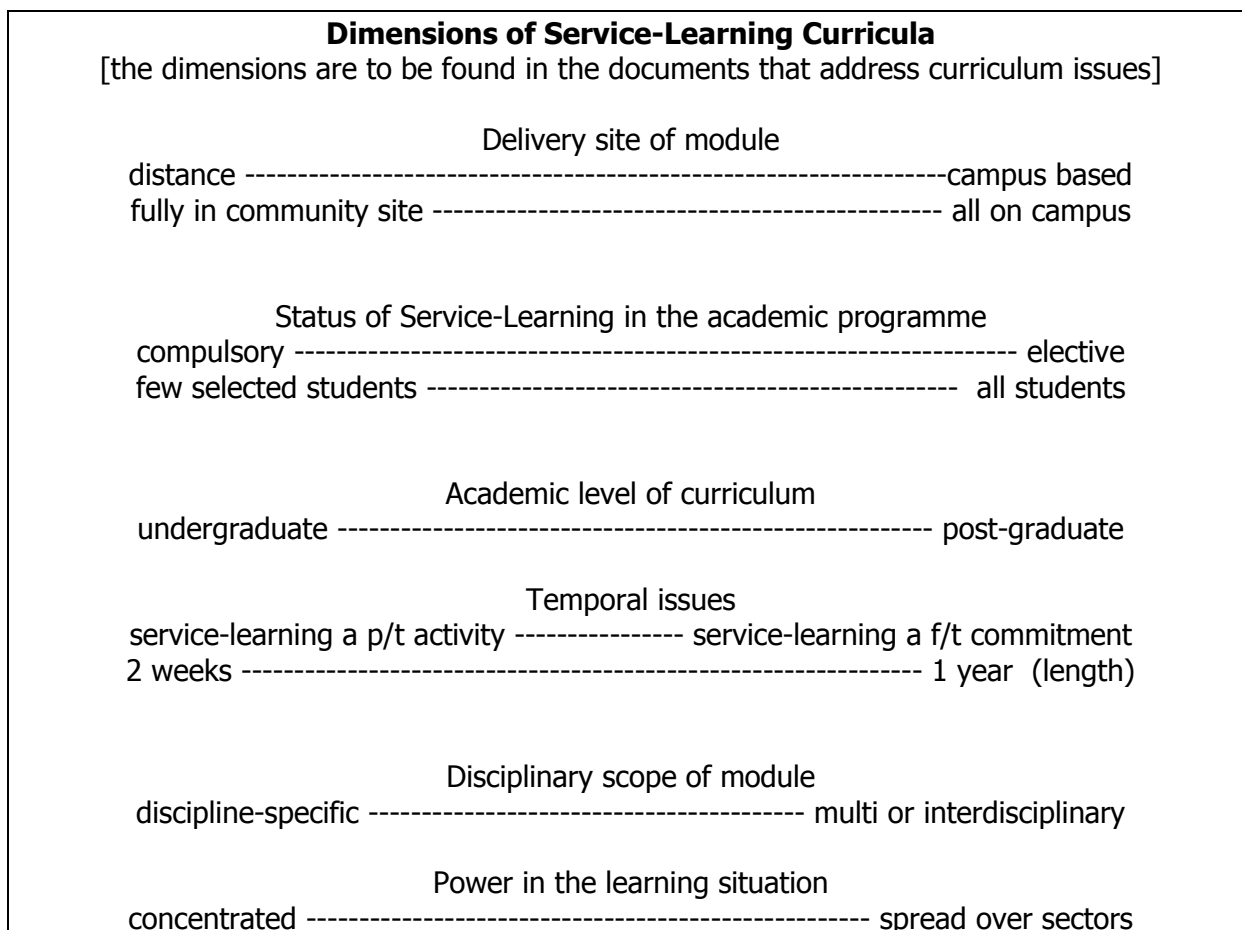 Dimensions of Service-Learning Curricula
[the dimensions are to be found in the documents that address curriculum issues]
Delivery site of module
distance -------------------------------------------------------------------campus based
fully in community site ------------------------------------------------- all on campus
Status of Service-Learning in the academic programme
compulsory --------------------------------------------------------------------- elective
few selected students --------------------------------------------------- all students
Academic level of curriculum
undergraduate --------------------------------------------------------- post-graduate
Temporal issues
service-learning a p/t activity ---------------- service-learning a f/t commitment
2 weeks ----------------------------------------------------------------- 1 year (length)
Disciplinary scope of module
discipline-specific ------------------------------------------ multi or interdisciplinary
Power in the learning situation
concentrated ------------------------------------------------------ spread over sectors